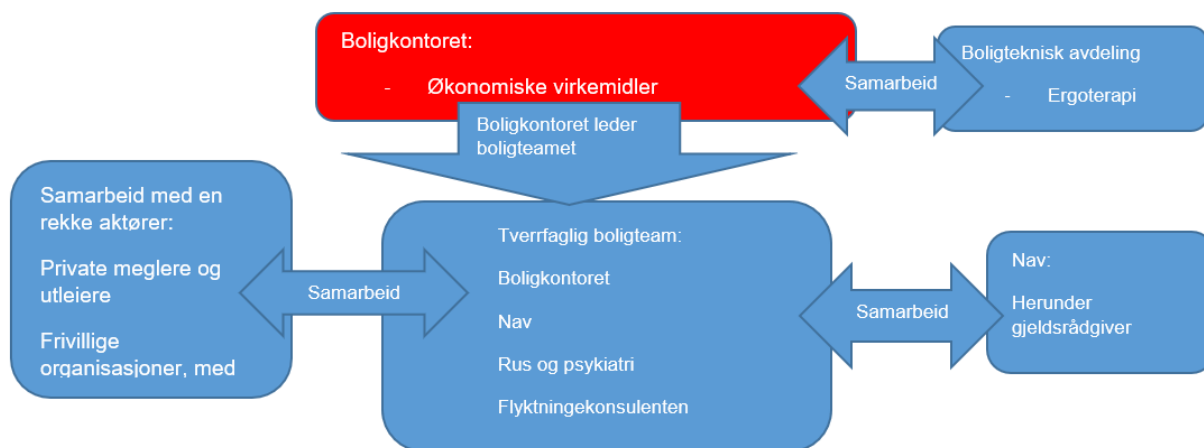 Boligkontoret:
- Økonomiske virkemidler
Samarbeid
Boligteknisk avdeling
- Ergoterapi
Boligkontoret leder
boligteamet
Samarbeid med en
rekke aktører:
Private meglere og
utleiere
Frivillige
organisasjoner, med
Samarbeid
Tverrfaglig boligteam:
Boligkontoret
Nav
Rus og psykiatri
Flyktningekonsulenten
Samarbeid
Nav:
Herunder
gjeldsrådgiver